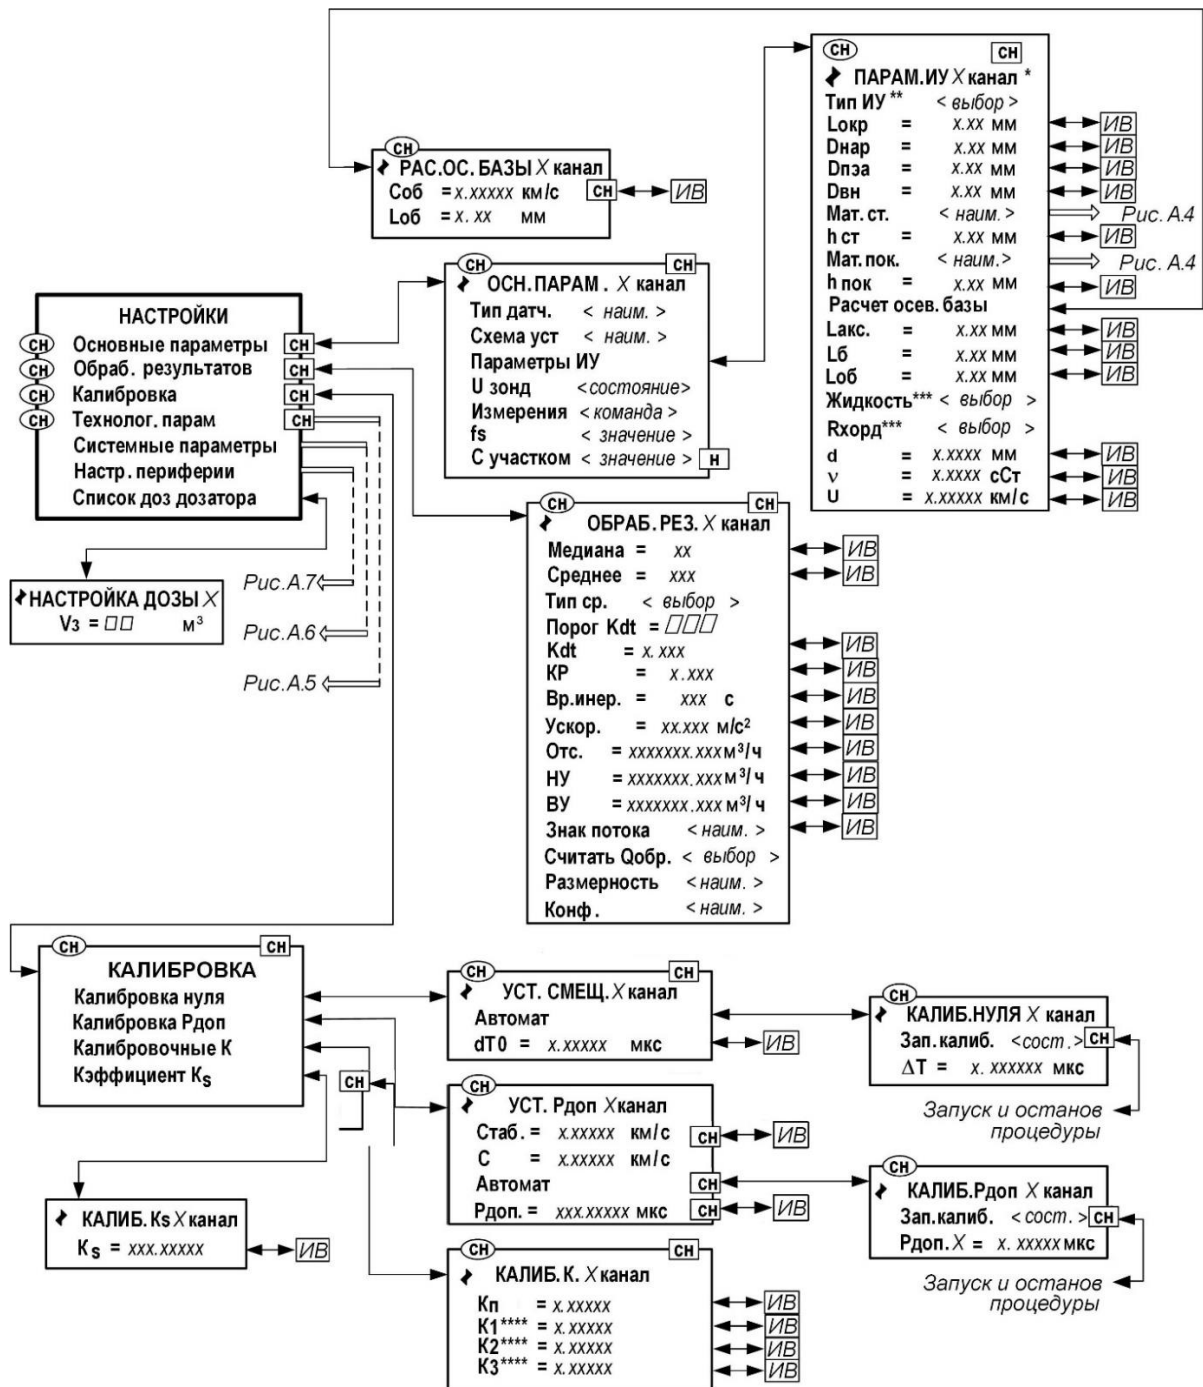 СН
РАС.ОС. БАЗЫ X канал
Cоб = x.xxxxx км/с СН ИВ
Lоб = x. xx мм
СН СН
ПАРАМ.ИУ X канал *
Тип ИУ ** < выбор >
Lокр = x.xx мм ИВ
Dнар = x.xx мм ИВ
Dпэа = x.xx мм ИВ
Dвн = x.xx мм ИВ
Мат. ст. < наим. > Рис. А.4
h ст = x.xx мм ИВ
Мат. пок. < наим. > Рис. А.4
h пок = x.xx мм ИВ
Расчет осев. базы
Lакс. = x.xx мм ИВ
Lб = x.xx мм ИВ
Lоб = x.xx мм ИВ
Жидкость*** < выбор >
Rхорд*** < выбор >
d = x.xxxx мм ИВ
ν = x.xxxx сСт ИВ
U = x.xxxxx км/с ИВ
СН СН
ОСН. ПАРАМ . X канал
Тип датч. < наим. >
Схема уст < наим. >
Параметры ИУ
U зонд <состояние>
Измерения < команда >
fs < значение >
С участком < значение > Н
НАСТРОЙКИ
СН Основные параметры СН
СН Обраб. результатов СН
СН Калибровка СН
СН Технолог. парам СН
Системные параметры
Настр. периферии
Список доз дозатора
НАСТРОЙКА ДОЗЫ X
Vз = □□ м³
Рис.А.7
Рис.А.6
Рис.А.5
СН СН
ОБРАБ. РЕЗ. X канал
Медиана = xx ИВ
Среднее = xxx ИВ
Тип ср. < выбор >
Порог Kdt = □□□
Kdt = x. xxx ИВ
КР = x .xxx ИВ
Вр.инер. = xxx с ИВ
Ускор. = xx.xxx м/с² ИВ
Отс. = xxxxxxx.xxx м³/ч ИВ
НУ = xxxxxxx.xxx м³/ч ИВ
ВУ = xxxxxxx.xxx м³/ч ИВ
Знак потока < наим. > ИВ
Считать Qобр. < выбор >
Размерность < наим. >
Конф . < наим. >
СН СН
КАЛИБРОВКА
Калибровка нуля
Калибровка Рдоп
Калибровочные К
Кэффициент Ks
СН
КАЛИБ. Ks X канал
Ks = xxx.xxxxx ИВ
СН СН
УСТ. СМЕЩ. X канал
Автомат
dT0 = x.xxxxx мкс ИВ
СН
КАЛИБ.НУЛЯ X канал
Зап.калиб. <сост.> СН
ΔT = x. xxxxxx мкс
Запуск и останов
процедуры
СН СН
УСТ. Рдоп Xканал
Стаб. = x.xxxxx км/с СН ИВ
С = x.xxxxx км/с
Автомат СН
Рдоп. = xxx.xxxxx мкс СН ИВ
СН
КАЛИБ.Рдоп X канал
Зап.калиб. <сост.> СН
Рдоп. X = x. xxxxx мкс
Запуск и останов
процедуры
СН СН
КАЛИБ. К. X канал
Кп = x.xxxxx ИВ
К1**** = x.xxxxx ИВ
К2**** = x.xxxxx ИВ
К3**** = x.xxxxx ИВ